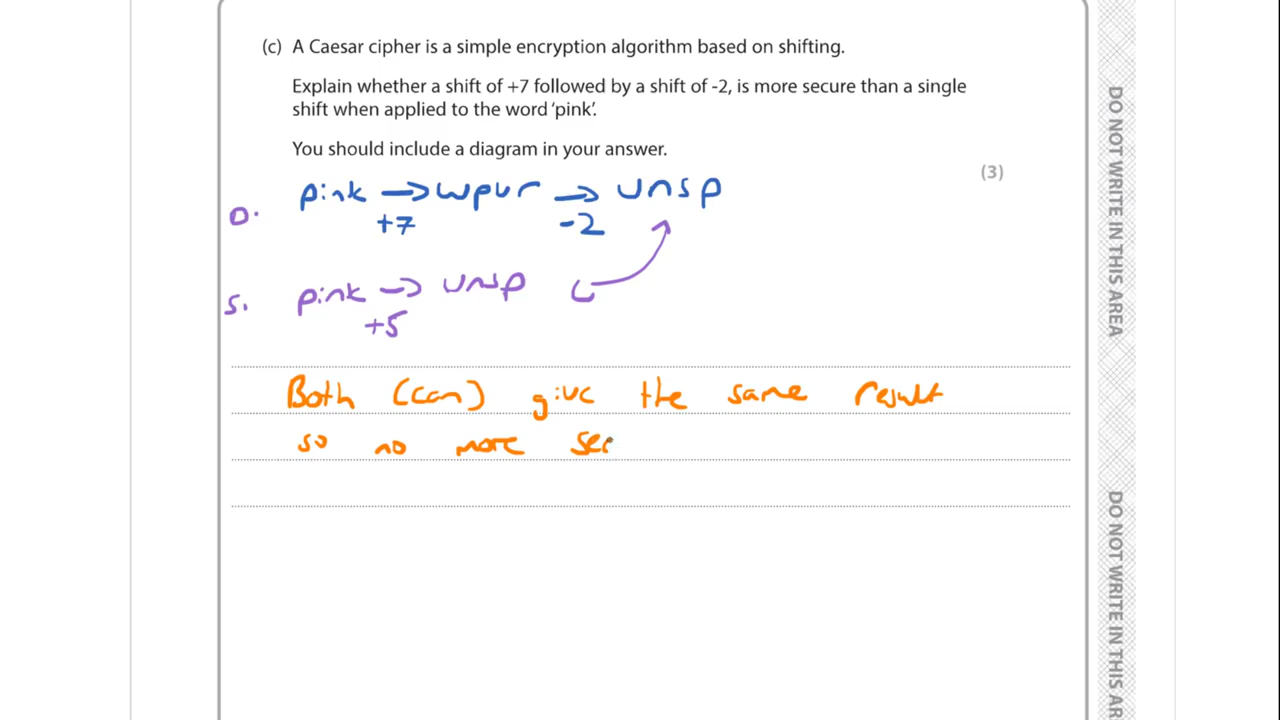 (c) A Caesar cipher is a simple encryption algorithm based on shifting.
Explain whether a shift of +7 followed by a shift of -2, is more secure than a single
shift when applied to the word 'pink'.
You should include a diagram in your answer.
(3)
D. pink → wpur → unsp
+7 -2
S. pink → unsp
+5
Both (can) give the same result
so no more sec
DO NOT WRITE IN THIS AREA
DO NOT WRITE IN THIS AR